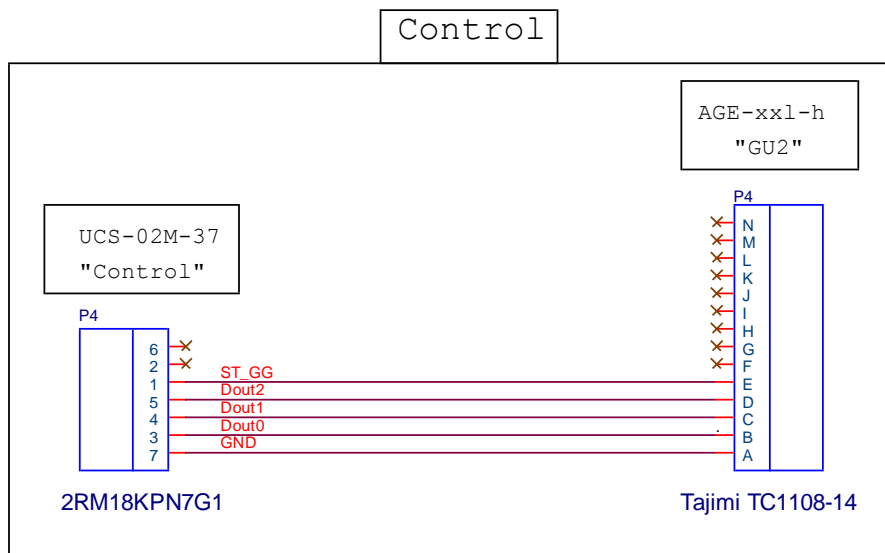 Control
AGE-xxl-h
"GU2"
UCS-02M-37
"Control"
P4
6
2
1
5
4
3
7
ST_GG
Dout2
Dout1
Dout0
GND
2RM18KPN7G1
P4
N
M
L
K
J
I
H
G
F
E
D
C
B
A
Tajimi TC1108-14